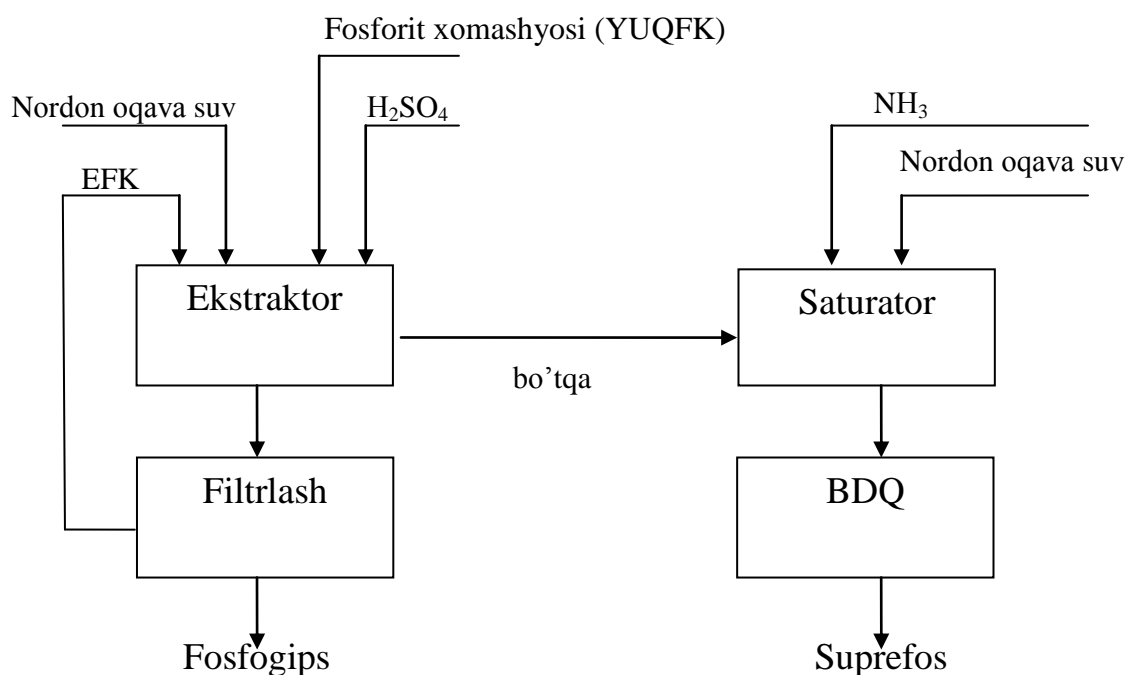 Fosforit xomashyosi (YUQFK)
Nordon oqava suv
H₂SO₄
NH₃
EFK
Nordon oqava suv
Ekstraktor
Saturator
bo’tqa
Filtrlash
BDQ
Fosfogips
Suprefos